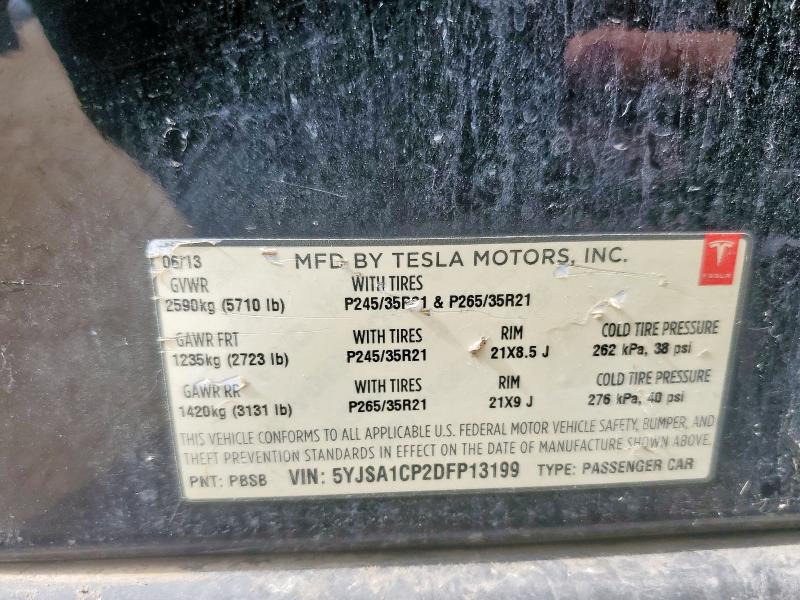 06/13 MFD BY TESLA MOTORS, INC.
TESLA
GVWR WITH TIRES
2590kg (5710 lb) P245/35R21 & P265/35R21
GAWR FRT WITH TIRES RIM COLD TIRE PRESSURE
1235kg (2723 lb) P245/35R21 21X8.5 J 262 kPa, 38 psi
GAWR RR WITH TIRES RIM COLD TIRE PRESSURE
1420kg (3131 lb) P265/35R21 21X9 J 276 kPa, 40 psi
THIS VEHICLE CONFORMS TO ALL APPLICABLE U.S. FEDERAL MOTOR VEHICLE SAFETY, BUMPER, AND
THEFT PREVENTION STANDARDS IN EFFECT ON THE DATE OF MANUFACTURE SHOWN ABOVE.
PNT: PBSB VIN: 5YJSA1CP2DFP13199 TYPE: PASSENGER CAR